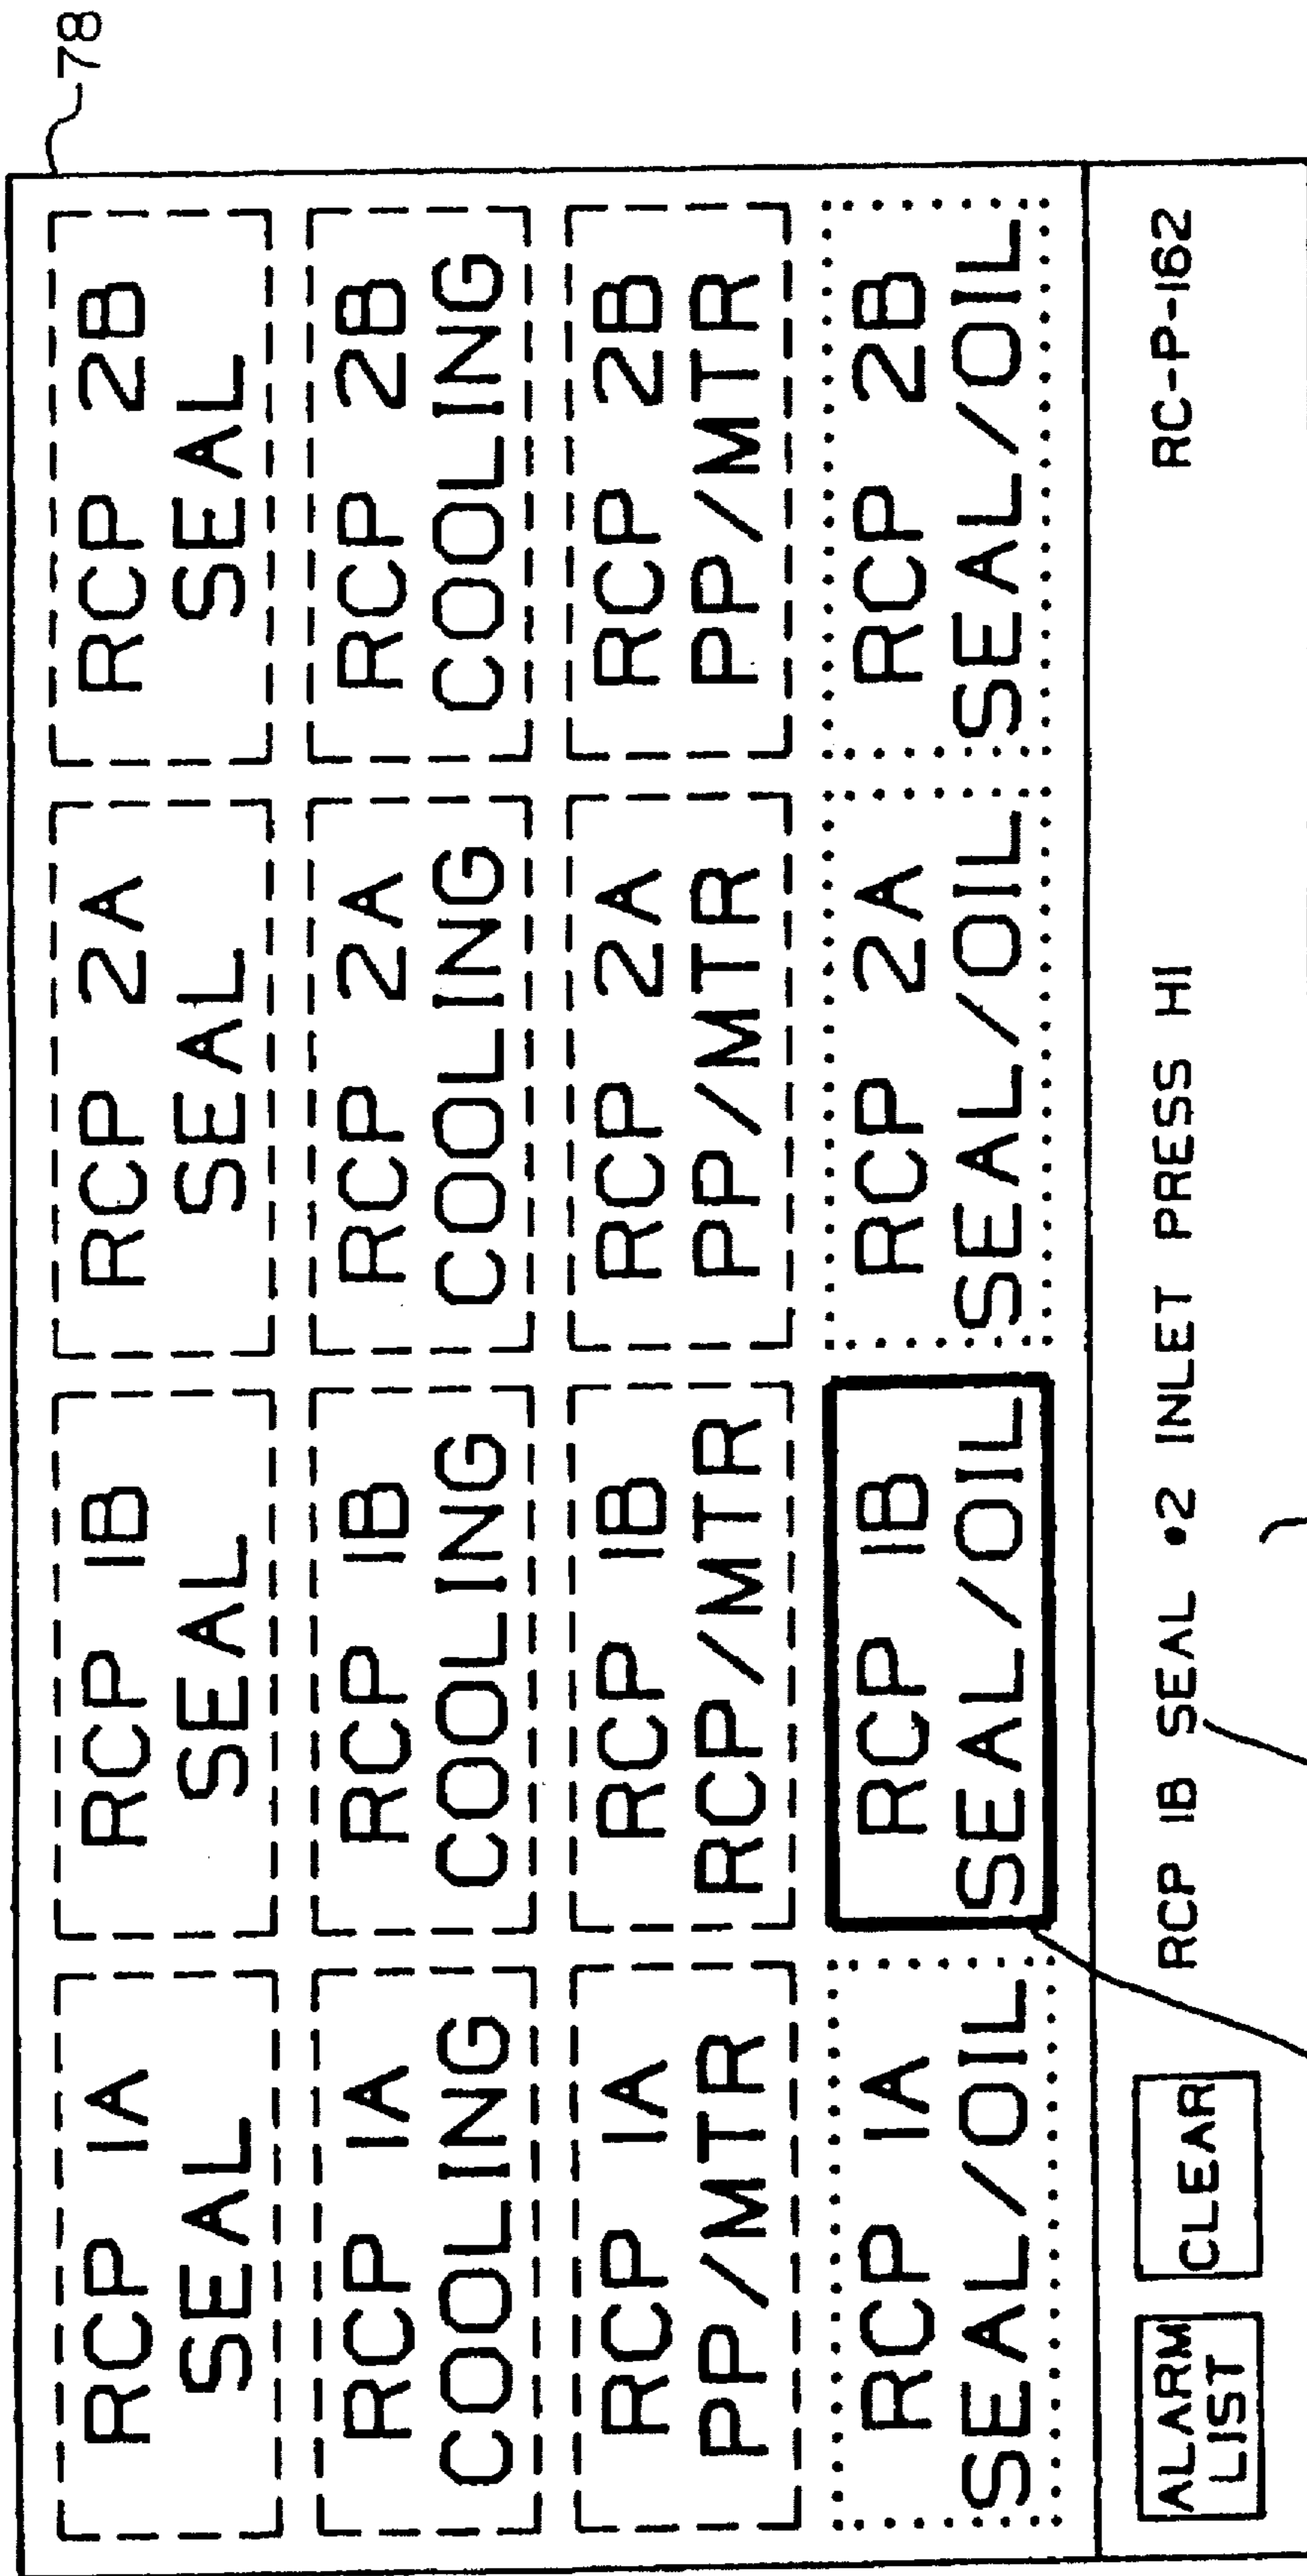 78
RCP 1A SEAL
RCP 1B SEAL
RCP 2A SEAL
RCP 2B SEAL
RCP 1A COOLING
RCP 1B COOLING
RCP 2A COOLING
RCP 2B COOLING
RCP 1A PP/MTR
RCP 1B RCP/MTR
RCP 2A PP/MTR
RCP 2B PP/MTR
RCP 1A SEAL/OIL
RCP 1B SEAL/OIL
RCP 2A SEAL/OIL
RCP 2B SEAL/OIL
ALARM LIST
CLEAR
RCP 1B SEAL •2 INLET PRESS HI
RC-P-162